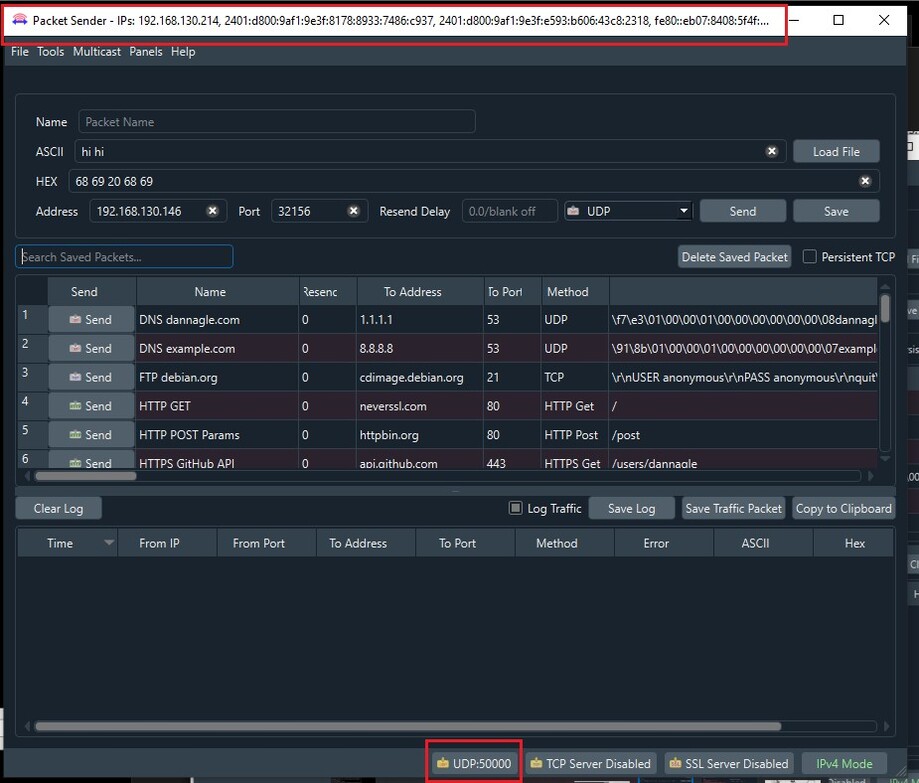 Packet Sender - IPs: 192.168.130.214, 2401:d800:9af1:9e3f:8178:8933:7486:c937, 2401:d800:9af1:9e3f:e593:b606:43c8:2318, fe80::eb07:8408:5f4f:...
File Tools Multicast Panels Help
Name Packet Name
ASCII hi hi Load File
HEX 68 69 20 68 69
Address 192.168.130.146 Port 32156 Resend Delay 0.0/blank off UDP Send Save
Search Saved Packets... Delete Saved Packet Persistent TCP
Send Name Resenc To Address To Port Method
1 Send DNS dannagle.com 0 1.1.1.1 53 UDP \f7\e3\01\00\00\01\00\00\00\00\00\00\08dannagl
2 Send DNS example.com 0 8.8.8.8 53 UDP \91\8b\01\00\00\01\00\00\00\00\00\00\07exampl
3 Send FTP debian.org 0 cdimage.debian.org 21 TCP \r\nUSER anonymous\r\nPASS anonymous\r\nquit\
4 Send HTTP GET 0 neverssl.com 80 HTTP Get /
5 Send HTTP POST Params 0 httpbin.org 80 HTTP Post /post
6 Send HTTPS GitHub API 0 api.github.com 443 HTTPS Get /users/dannagle
Clear Log Log Traffic Save Log Save Traffic Packet Copy to Clipboard
Time From IP From Port To Address To Port Method Error ASCII Hex
UDP:50000 TCP Server Disabled SSL Server Disabled IPv4 Mode